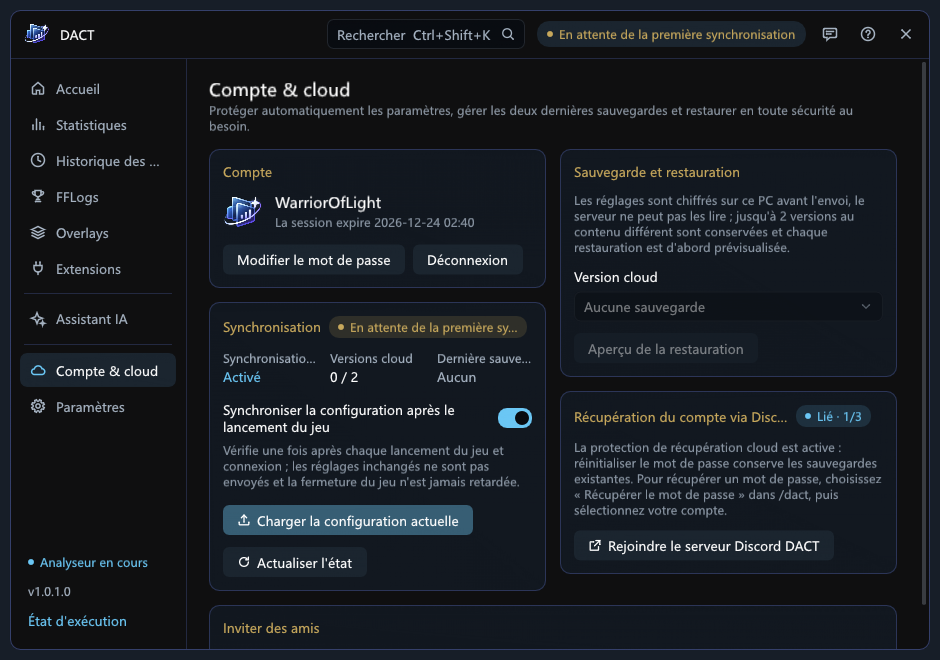 DACT
Rechercher Ctrl+Shift+K
En attente de la première synchronisation
Accueil
Statistiques
Historique des ...
FFLogs
Overlays
Extensions
Assistant IA
Compte & cloud
Paramètres
Analyseur en cours
v1.0.1.0
État d'exécution
Compte & cloud
Protéger automatiquement les paramètres, gérer les deux dernières sauvegardes et restaurer en toute sécurité au
besoin.
Compte
WarriorOfLight
La session expire 2026-12-24 02:40
Modifier le mot de passe
Déconnexion
Synchronisation
En attente de la première sy...
Synchronisatio...
Versions cloud
Dernière sauve...
Activé
0 / 2
Aucun
Synchroniser la configuration après le
lancement du jeu
Vérifie une fois après chaque lancement du jeu et
connexion ; les réglages inchangés ne sont pas
envoyés et la fermeture du jeu n'est jamais retardée.
Charger la configuration actuelle
Actualiser l'état
Sauvegarde et restauration
Les réglages sont chiffrés sur ce PC avant l'envoi, le
serveur ne peut pas les lire ; jusqu'à 2 versions au
contenu différent sont conservées et chaque
restauration est d'abord prévisualisée.
Version cloud
Aucune sauvegarde
Aperçu de la restauration
Récupération du compte via Disc...
Lié · 1/3
La protection de récupération cloud est active :
réinitialiser le mot de passe conserve les sauvegardes
existantes. Pour récupérer un mot de passe, choisissez
« Récupérer le mot de passe » dans /dact, puis
sélectionnez votre compte.
Rejoindre le serveur Discord DACT
Inviter des amis